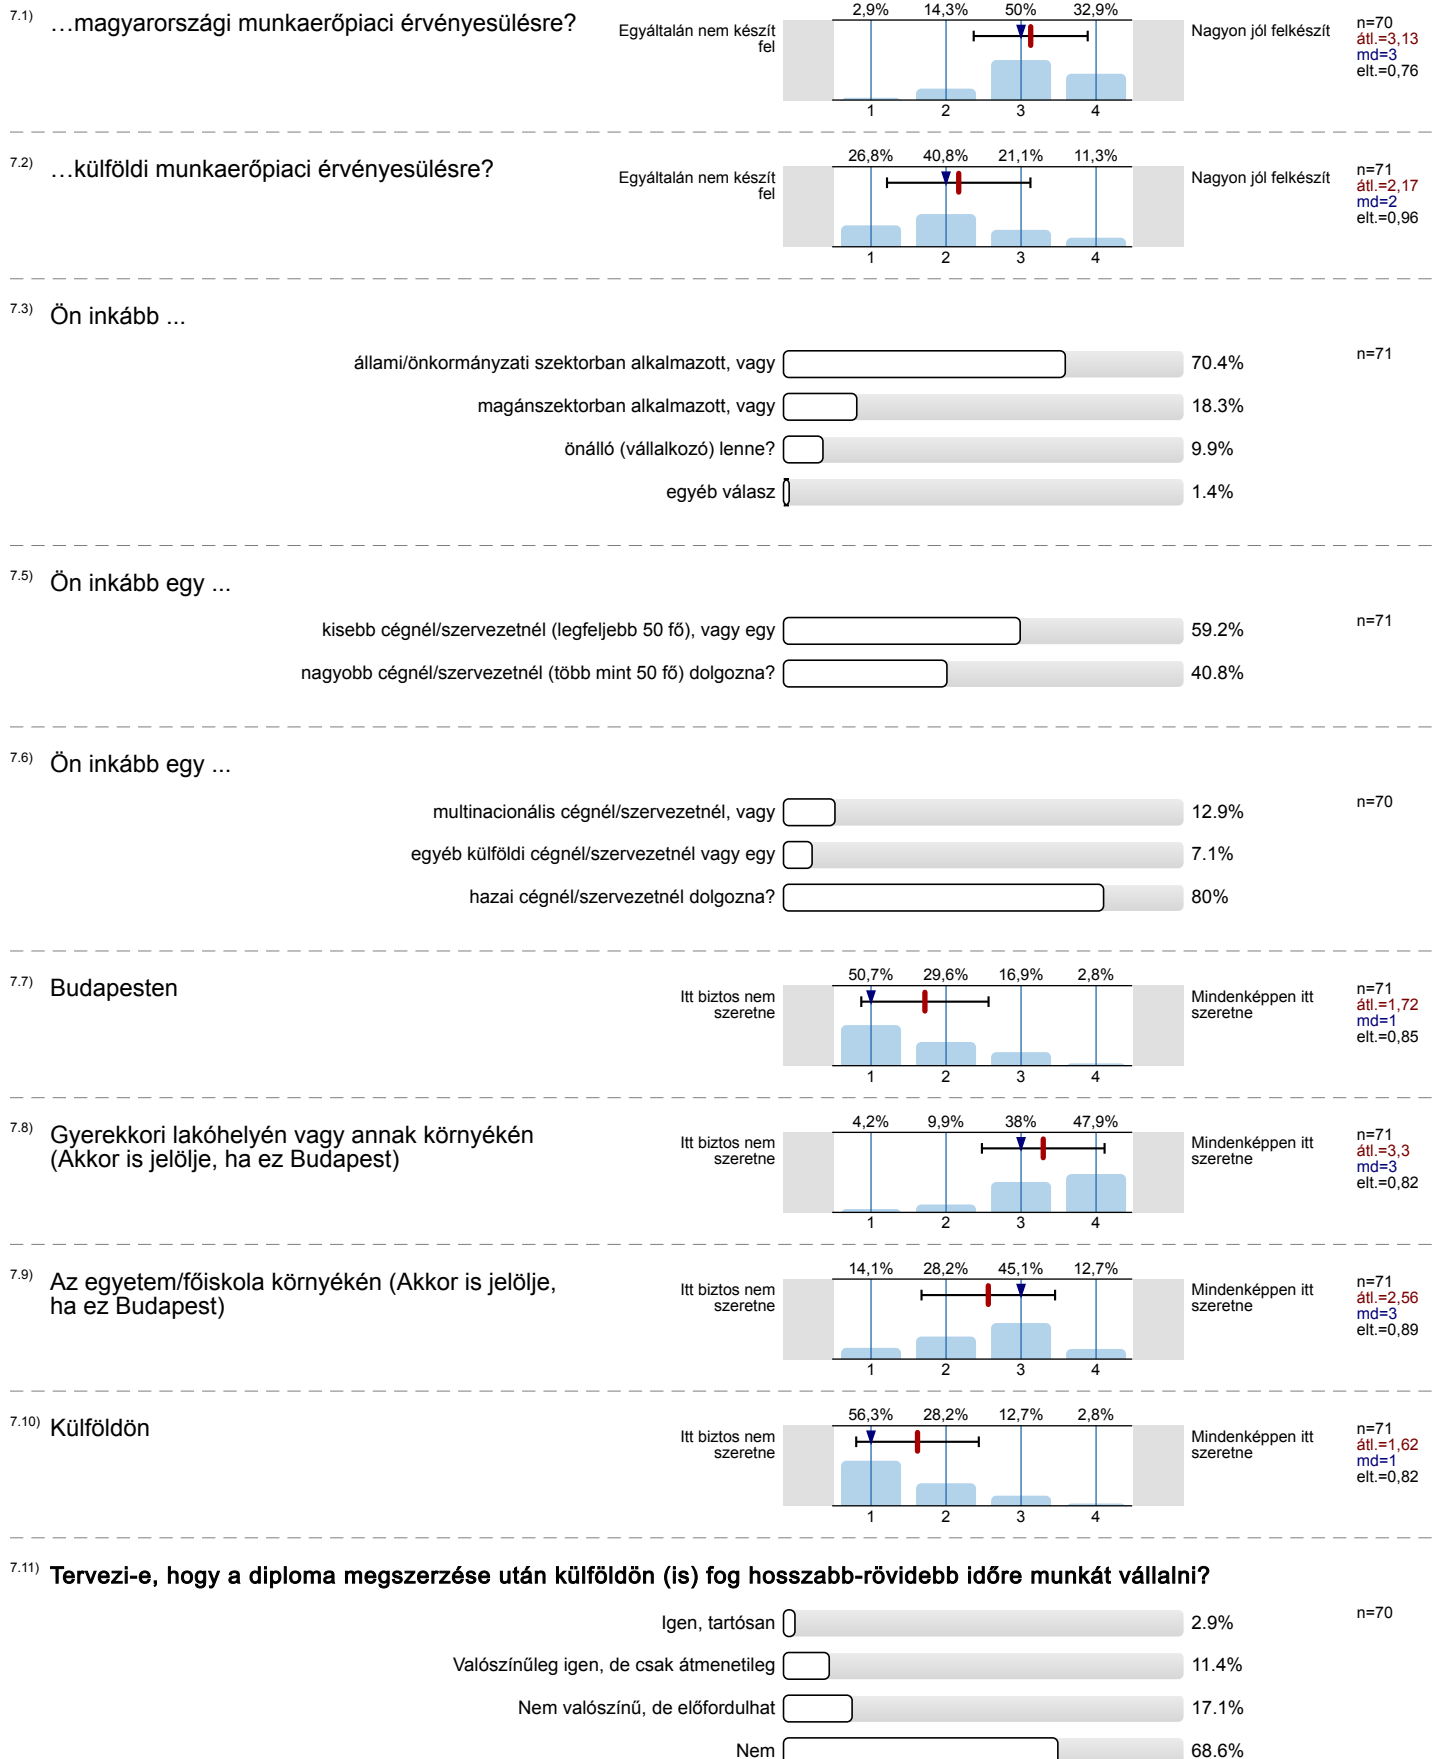 7.1) …magyarországi munkaerőpiaci érvényesülésre?
Egyáltalán nem készít
fel
2,9% 14,3% 50% 32,9%
1 2 3 4
Nagyon jól felkészít
n=70
átl.=3,13
md=3
elt.=0,76
7.2) …külföldi munkaerőpiaci érvényesülésre?
Egyáltalán nem készít
fel
26,8% 40,8% 21,1% 11,3%
1 2 3 4
Nagyon jól felkészít
n=71
átl.=2,17
md=2
elt.=0,96
7.3) Ön inkább ...
állami/önkormányzati szektorban alkalmazott, vagy 70.4%
n=71
magánszektorban alkalmazott, vagy 18.3%
önálló (vállalkozó) lenne? 9.9%
egyéb válasz 1.4%
7.5) Ön inkább egy ...
kisebb cégnél/szervezetnél (legfeljebb 50 fő), vagy egy 59.2%
n=71
nagyobb cégnél/szervezetnél (több mint 50 fő) dolgozna? 40.8%
7.6) Ön inkább egy ...
multinacionális cégnél/szervezetnél, vagy 12.9%
n=70
egyéb külföldi cégnél/szervezetnél vagy egy 7.1%
hazai cégnél/szervezetnél dolgozna? 80%
7.7) Budapesten
Itt biztos nem
szeretne
50,7% 29,6% 16,9% 2,8%
1 2 3 4
Mindenképpen itt
szeretne
n=71
átl.=1,72
md=1
elt.=0,85
7.8) Gyerekkori lakóhelyén vagy annak környékén
(Akkor is jelölje, ha ez Budapest)
Itt biztos nem
szeretne
4,2% 9,9% 38% 47,9%
1 2 3 4
Mindenképpen itt
szeretne
n=71
átl.=3,3
md=3
elt.=0,82
7.9) Az egyetem/főiskola környékén (Akkor is jelölje,
ha ez Budapest)
Itt biztos nem
szeretne
14,1% 28,2% 45,1% 12,7%
1 2 3 4
Mindenképpen itt
szeretne
n=71
átl.=2,56
md=3
elt.=0,89
7.10) Külföldön
Itt biztos nem
szeretne
56,3% 28,2% 12,7% 2,8%
1 2 3 4
Mindenképpen itt
szeretne
n=71
átl.=1,62
md=1
elt.=0,82
7.11) Tervezi-e, hogy a diploma megszerzése után külföldön (is) fog hosszabb-rövidebb időre munkát vállalni?
Igen, tartósan 2.9%
n=70
Valószínűleg igen, de csak átmenetileg 11.4%
Nem valószínű, de előfordulhat 17.1%
Nem 68.6%